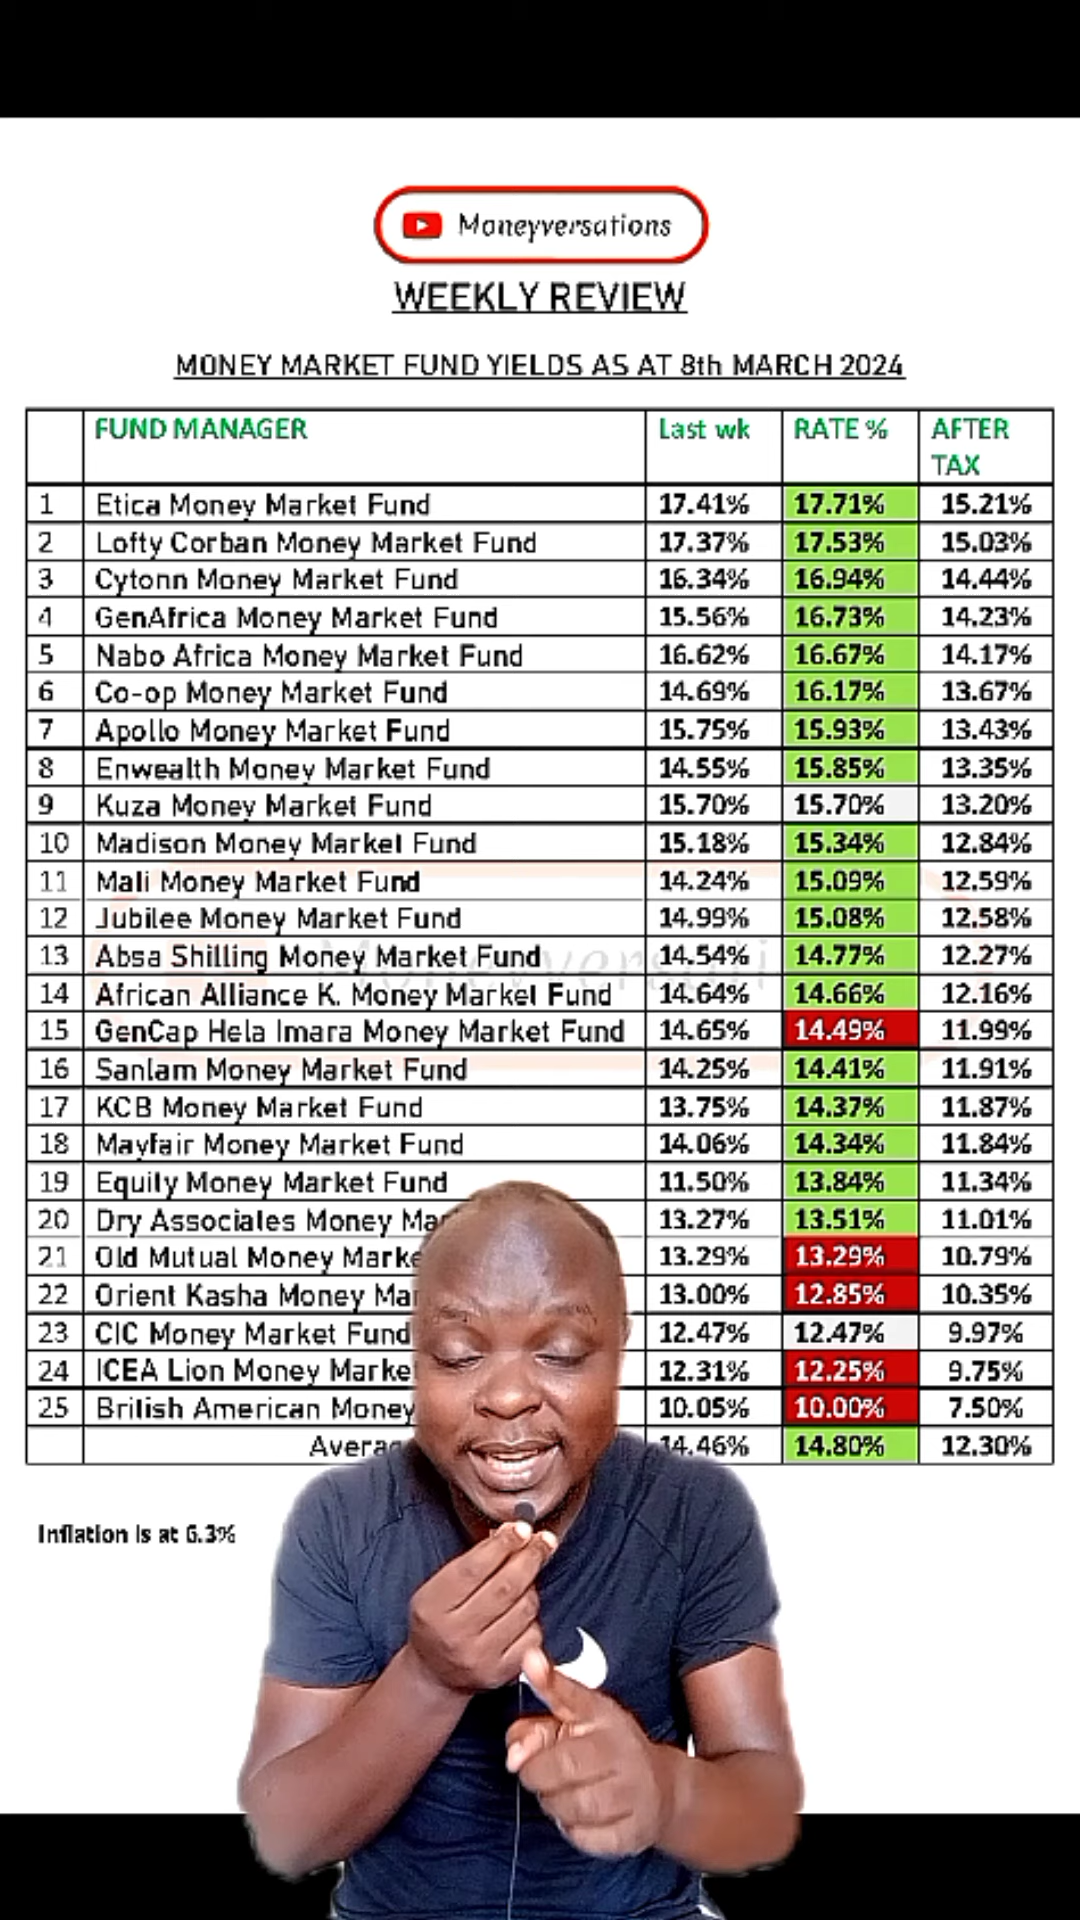 Moneyversations
WEEKLY REVIEW
MONEY MARKET FUND YIELDS AS AT 8th MARCH 2024
FUND MANAGER Last wk RATE % AFTER TAX
1 Etica Money Market Fund 17.41% 17.71% 15.21%
2 Lofty Corban Money Market Fund 17.37% 17.53% 15.03%
3 Cytonn Money Market Fund 16.34% 16.94% 14.44%
4 GenAfrica Money Market Fund 15.56% 16.73% 14.23%
5 Nabo Africa Money Market Fund 16.62% 16.67% 14.17%
6 Co-op Money Market Fund 14.69% 16.17% 13.67%
7 Apollo Money Market Fund 15.75% 15.93% 13.43%
8 Enwealth Money Market Fund 14.55% 15.85% 13.35%
9 Kuza Money Market Fund 15.70% 15.70% 13.20%
10 Madison Money Market Fund 15.18% 15.34% 12.84%
11 Mali Money Market Fund 14.24% 15.09% 12.59%
12 Jubilee Money Market Fund 14.99% 15.08% 12.58%
13 Absa Shilling Money Market Fund 14.54% 14.77% 12.27%
14 African Alliance K. Money Market Fund 14.64% 14.66% 12.16%
15 GenCap Hela Imara Money Market Fund 14.65% 14.49% 11.99%
16 Sanlam Money Market Fund 14.25% 14.41% 11.91%
17 KCB Money Market Fund 13.75% 14.37% 11.87%
18 Mayfair Money Market Fund 14.06% 14.34% 11.84%
19 Equity Money Market Fund 11.50% 13.84% 11.34%
20 Dry Associates Money Ma 13.27% 13.51% 11.01%
21 Old Mutual Money Marke 13.29% 13.29% 10.79%
22 Orient Kasha Money Ma 13.00% 12.85% 10.35%
23 CIC Money Market Fund 12.47% 12.47% 9.97%
24 ICEA Lion Money Marke 12.31% 12.25% 9.75%
25 British American Money 10.05% 10.00% 7.50%
Avera 14.46% 14.80% 12.30%
Inflation is at 6.3%